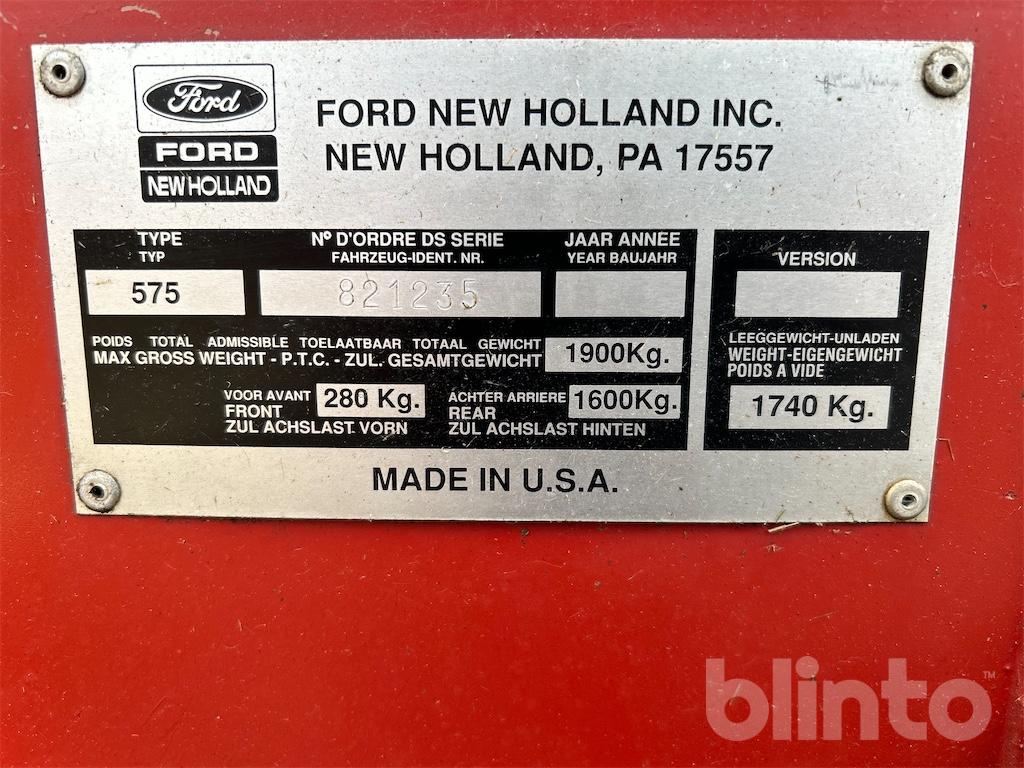 Ford
FORD
NEW HOLLAND
FORD NEW HOLLAND INC.
NEW HOLLAND, PA 17557
TYPE
TYP
575
Nº D'ORDRE DS SERIE
FAHRZEUG-IDENT. NR.
821235
JAAR ANNÉE
YEAR BAUJAHR
VERSION
POIDS TOTAL ADMISSIBLE TOELAATBAAR TOTAAL GEWICHT
MAX GROSS WEIGHT - P.T.C. - ZUL. GESAMTGEWICHT
1900Kg.
VOOR AVANT
FRONT
280 Kg.
ZUL ACHSLAST VORN
ACHTER ARRIERE
REAR
1600Kg.
ZUL ACHSLAST HINTEN
LEEGGEWICHT-UNLADEN
WEIGHT-EIGENGEWICHT
POIDS A VIDE
1740 Kg.
MADE IN U.S.A.
blinto™